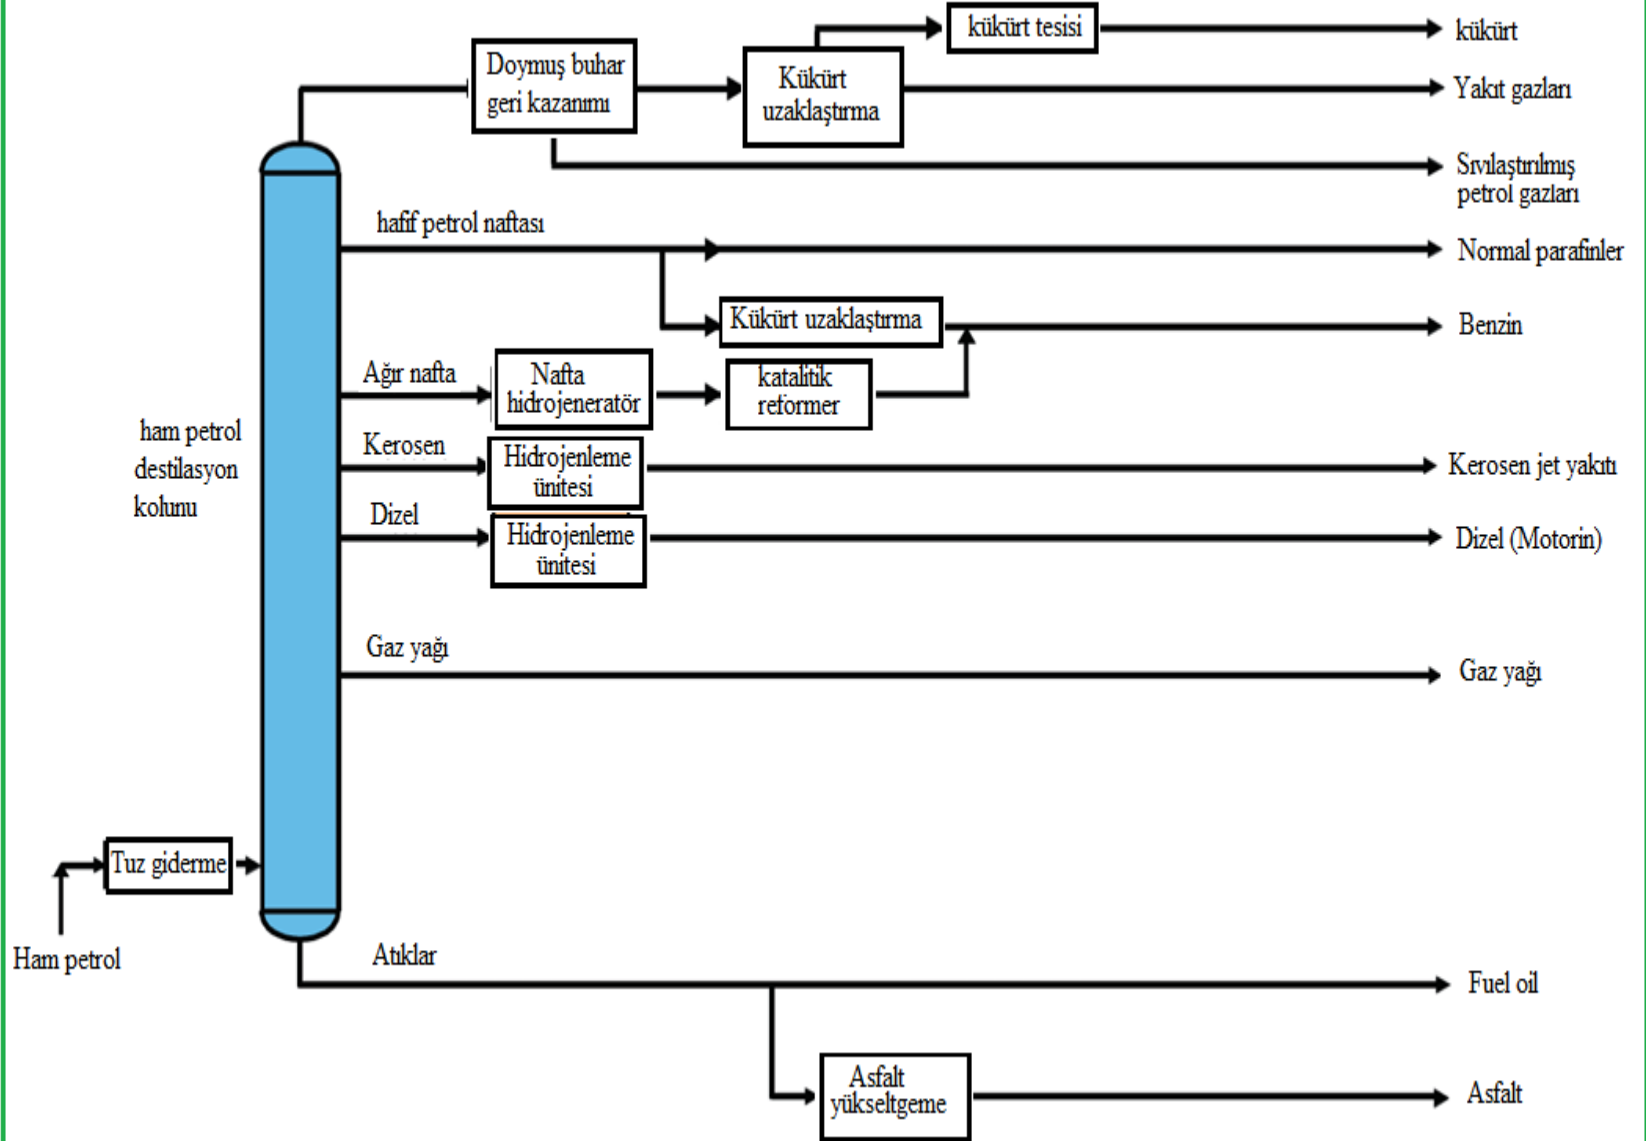 kükürt tesisi
kükürt
Doymuş buhar
geri kazanımı
Kükürt
uzaklaştırma
Yakıt gazları
Sıvılaştırılmış
petrol gazları
hafif petrol naftası
Normal parafinler
Kükürt uzaklaştırma
Benzin
Ağır nafta
Nafta
hidrojeneratör
katalitik
reformer
ham petrol
destilasyon
kolunu
Kerosen
Hidrojenleme
ünitesi
Kerosen jet yakıtı
Dizel
Hidrojenleme
ünitesi
Dizel (Motorin)
Gaz yağı
Gaz yağı
Tuz giderme
Ham petrol
Atıklar
Fuel oil
Asfalt
yükseltgeme
Asfalt